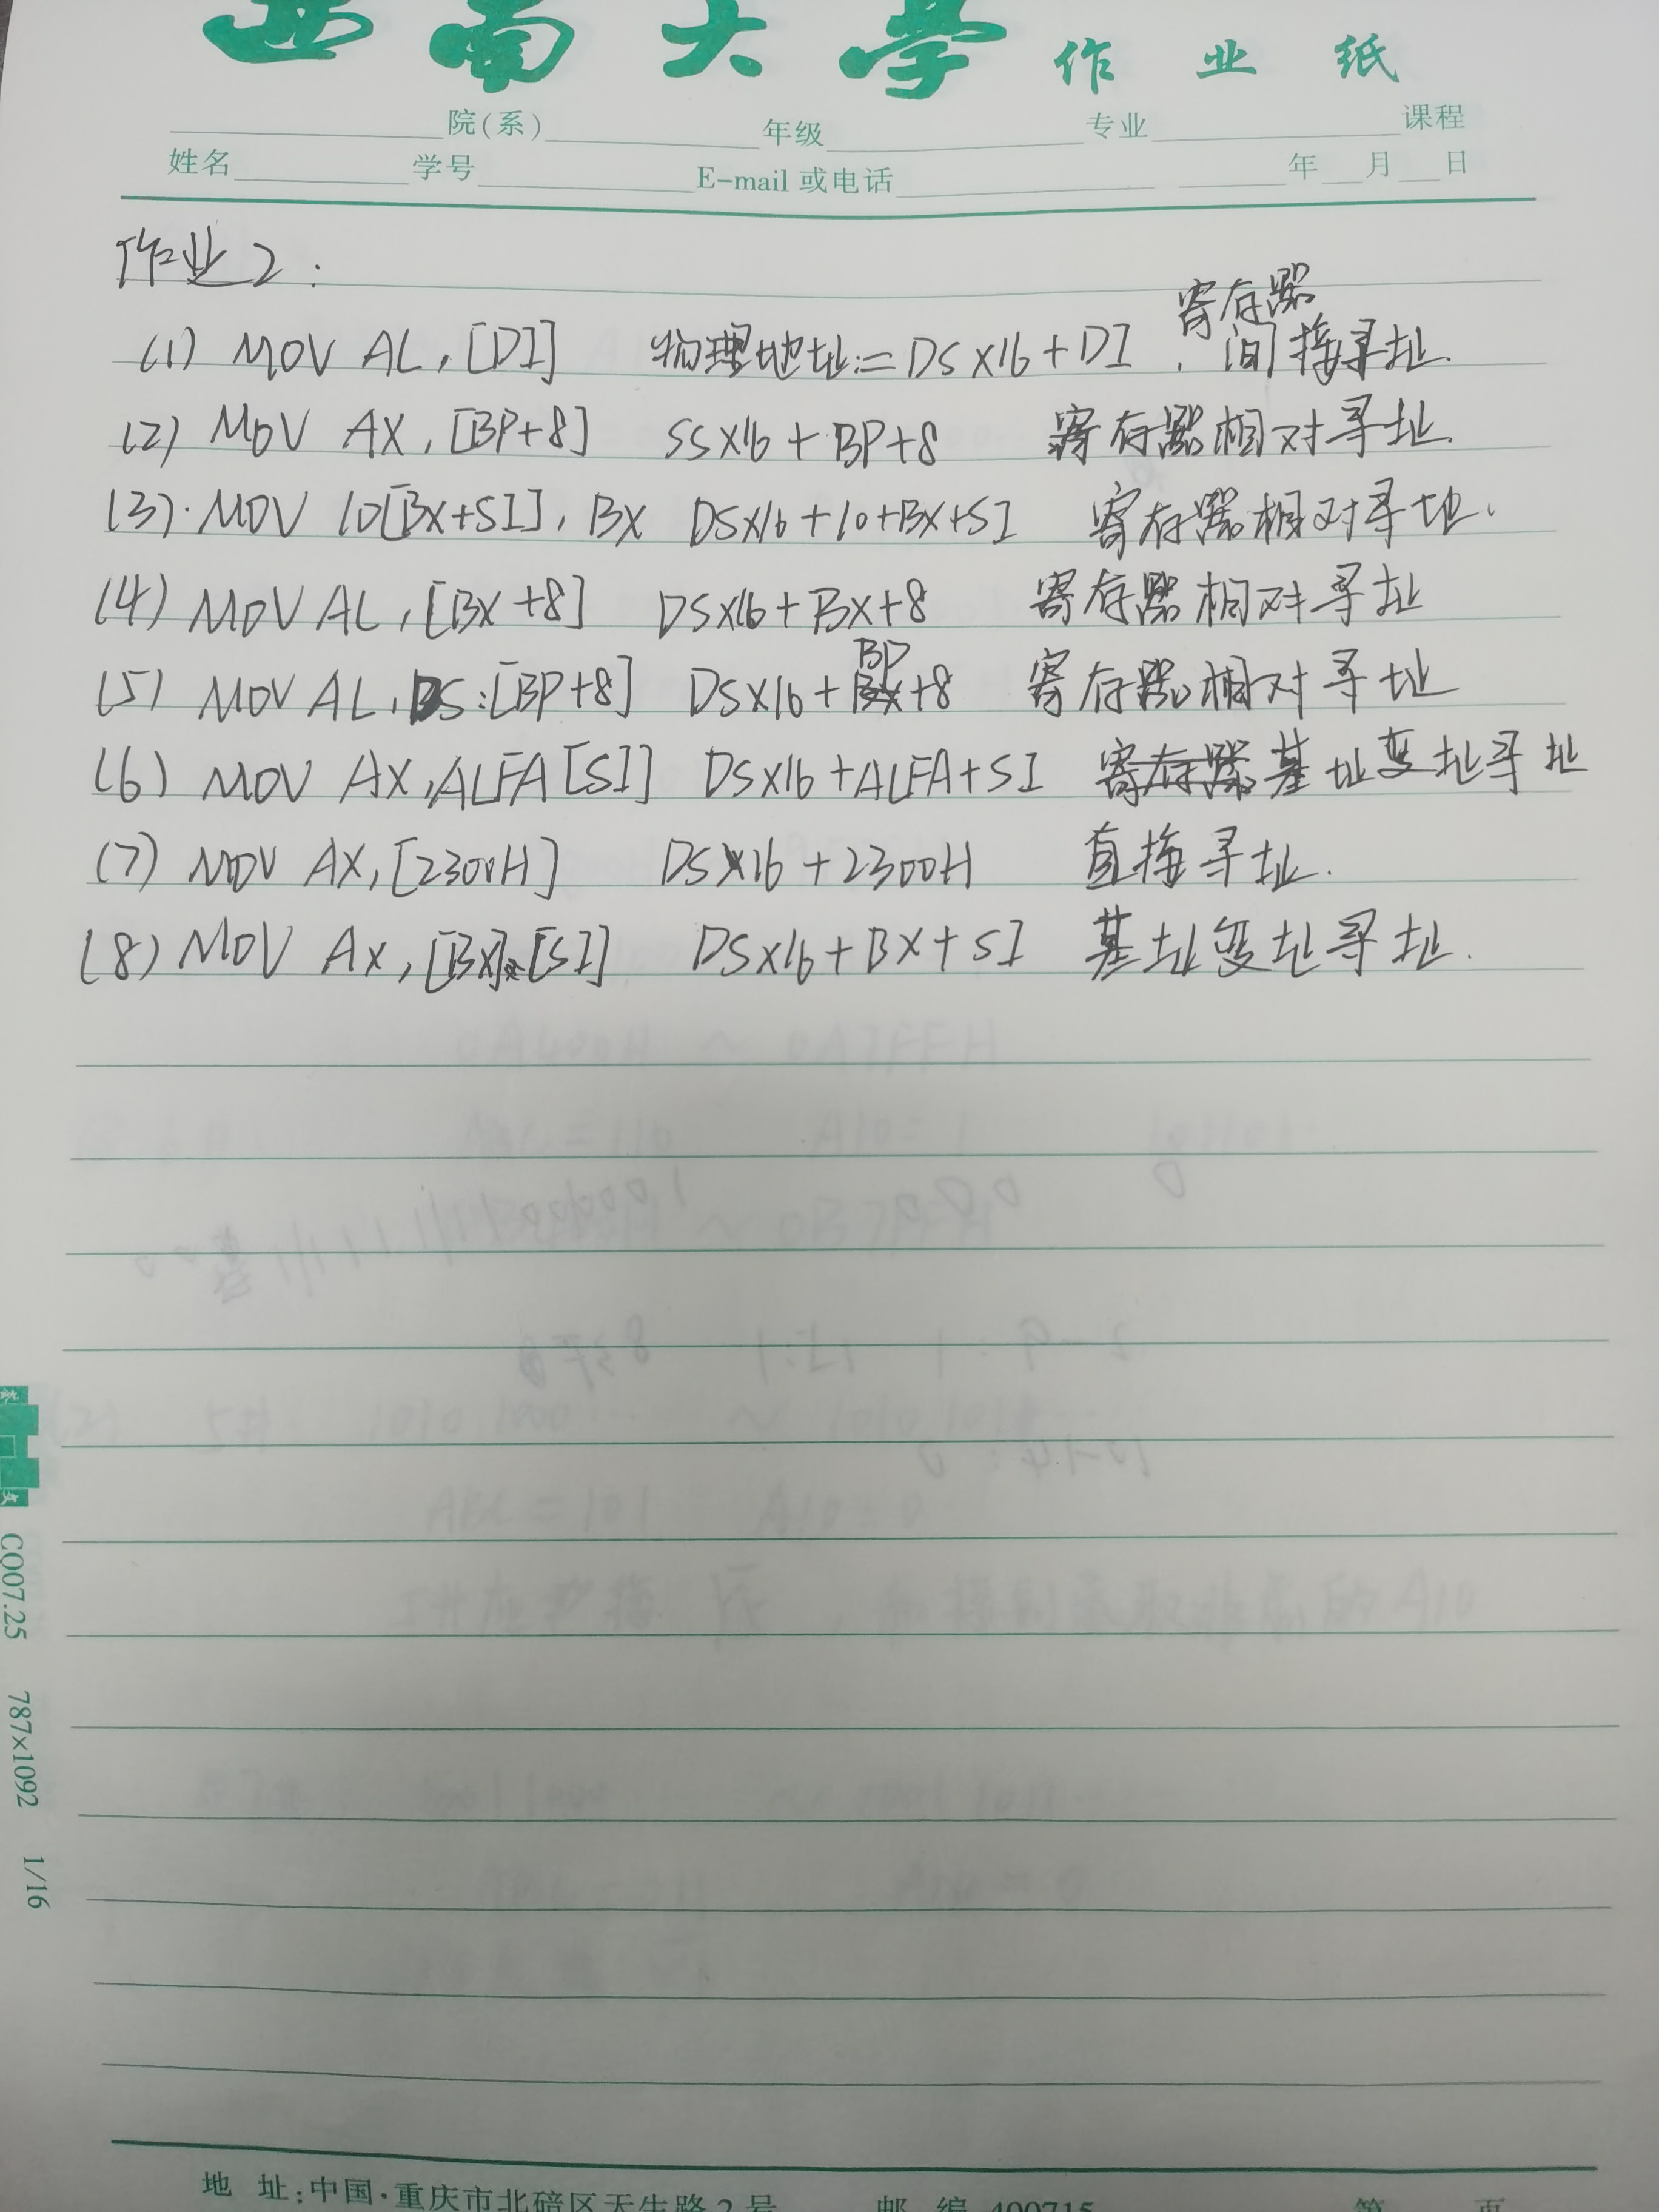 西南大学 作业纸
院(系) 年级 专业 课程
姓名 学号 E-mail 或电话 年 月 日
作业2:
(1) MOV AL, [DI] 物理地址:= DS×16+DI , 寄存器间接寻址.
(2) MOV AX, [BP+8] SS×16+BP+8 寄存器相对寻址.
(3). MOV 10[BX+SI], BX DS×16+10+BX+SI 寄存器相对寻址.
(4) MOV AL, [BX+8] DS×16+BX+8 寄存器相对寻址
(5) MOV AL, DS:[BP+8] DS×16+BP+8 寄存器相对寻址
(6) MOV AX, ALFA[SI] DS×16+ALFA+SI 寄存器基址变址寻址
(7) MOV AX, [2300H] DS×16+2300H 直接寻址.
(8) MOV AX, [BX][SI] DS×16+BX+SI 基址变址寻址.
CQ07.25 787×1092 1/16
地 址:中国·重庆市北碚区天生路2号 邮 编 400715 第 页